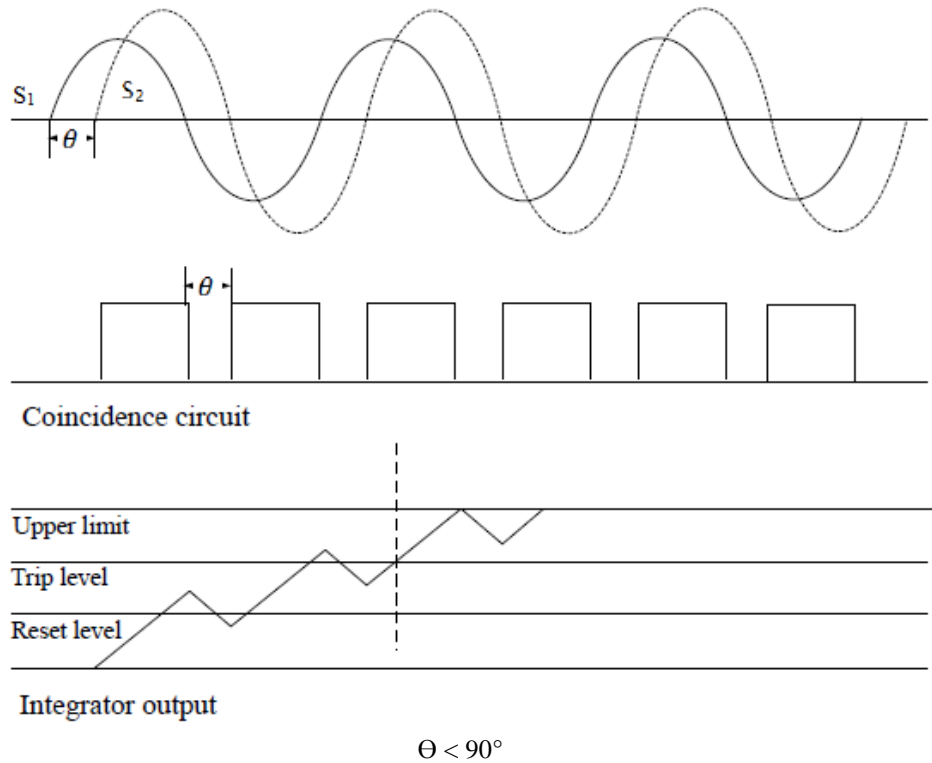 S₁
S₂
θ
θ
Coincidence circuit
Upper limit
Trip level
Reset level
Integrator output
Ɵ < 90°